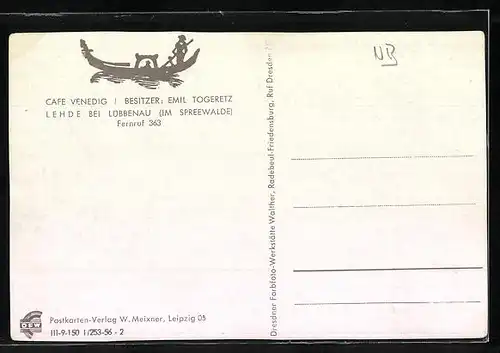 NB
CAFE VENEDIG / BESITZER: EMIL TOGERETZ
LEHDE BEI LÜBBENAU (IM SPREEWALDE)
Fernruf 363
Dresdner Farbfoto-Werkstätte Walther, Radebeul-Friedensburg, Ruf Dresden
Postkarten-Verlag W. Meixner, Leipzig 05
III-9-150 1/253-56 - 2